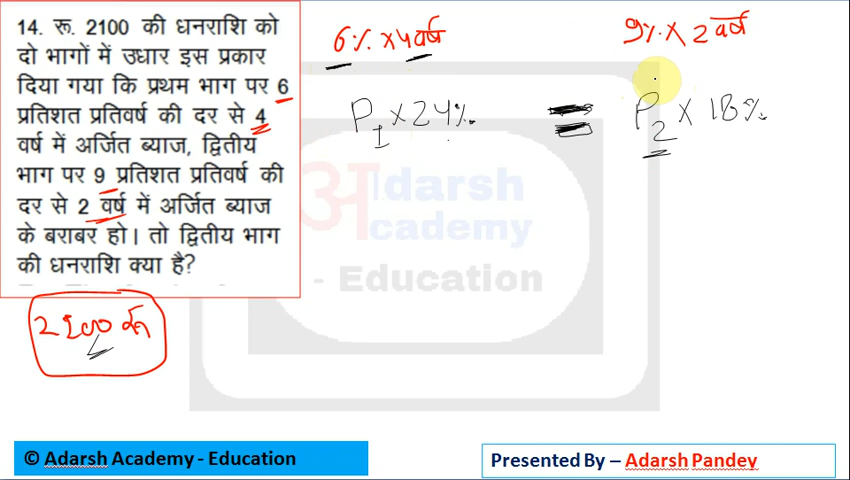 14. रू. 2100 की धनराशि को
दो भागों में उधार इस प्रकार
दिया गया कि प्रथम भाग पर 6
प्रतिशत प्रतिवर्ष की दर से 4
वर्ष में अर्जित ब्याज, द्वितीय
भाग पर 9 प्रतिशत प्रतिवर्ष की
दर से 2 वर्ष में अर्जित ब्याज
के बराबर हो। तो द्वितीय भाग
की धनराशि क्या है?
6% × 4 वर्ष
9% × 2 वर्ष
P1 × 24% = P2 × 18%
अ Adarsh
Academy
- Education
2100 रू
© Adarsh Academy - Education
Presented By – Adarsh Pandey